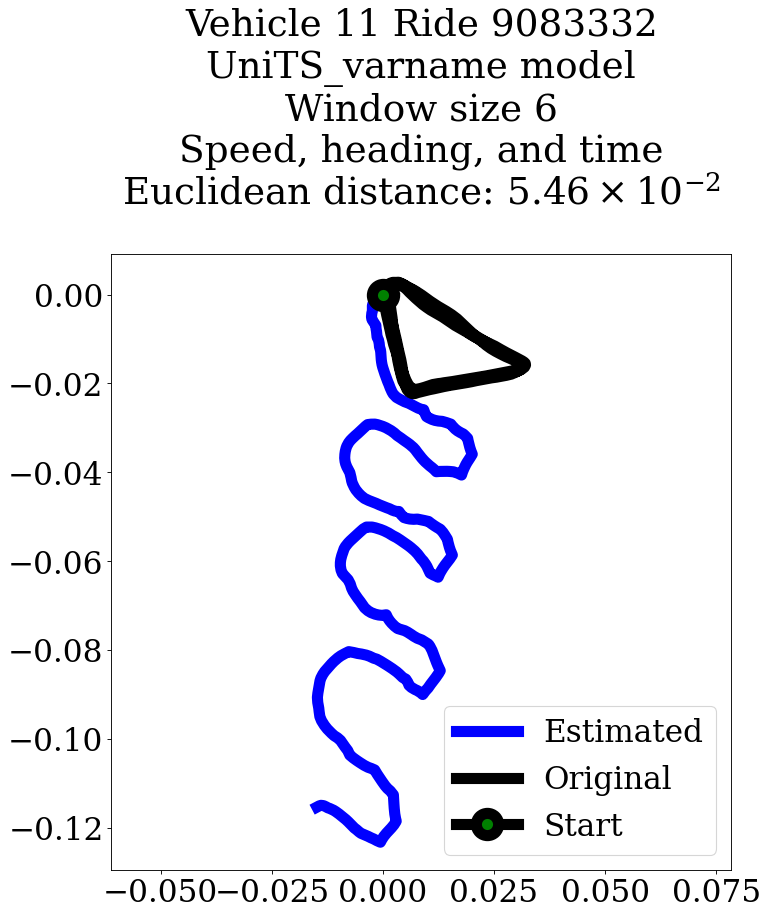 Vehicle 11 Ride 9083332
UniTS_varname model
Window size 6
Speed, heading, and time
Euclidean distance: 5.46 × 10⁻²
0.00
−0.02
−0.04
−0.06
−0.08
−0.10
−0.12
Estimated
Original
Start
−0.050 −0.025 0.000 0.025 0.050 0.075